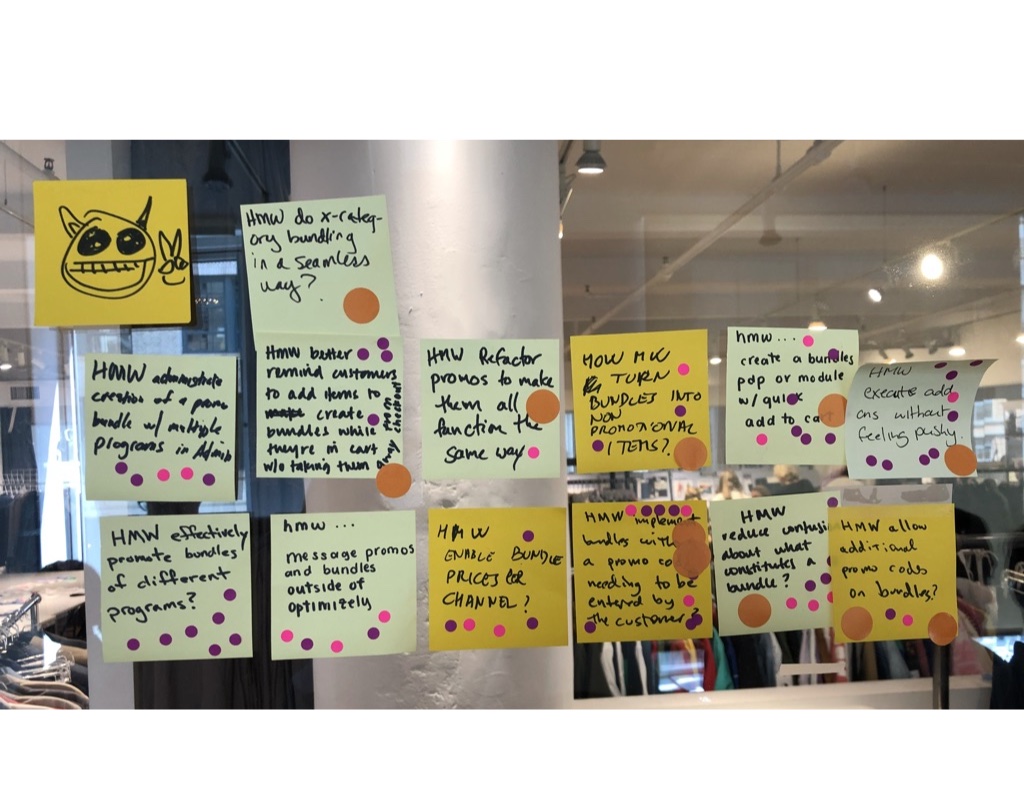 HMW do x-categ-
ory bundling
in a seamless
way?
HMW administrate
creation of a promo
bundle w/ multiple
programs in Admin
HMW better
remind customers
to add items to
create
bundles while
they're in cart
w/o taking them
away from
checkout
HMW Refactor
promos to make
them all
function the
same way
HOW MW
TURN
BUNDLES INTO
NON
PROMOTIONAL
ITEMS?
hmw...
create a bundles
pdp or module
w/ quick
add to cart
HMW
execute add
ons without
feeling pushy.
HMW effectively
promote bundles
of different
programs?
hmw ...
message promos
and bundles
outside of
optimizely
HMW
ENABLE BUNDLE
PRICES PER
CHANNEL?
HMW implement
bundles with
a promo co
needing to be
entered by
the customer?
HMW
reduce confusi
about what
constitutes a
bundle?
HMW allow
additional
promo codes
on bundles?